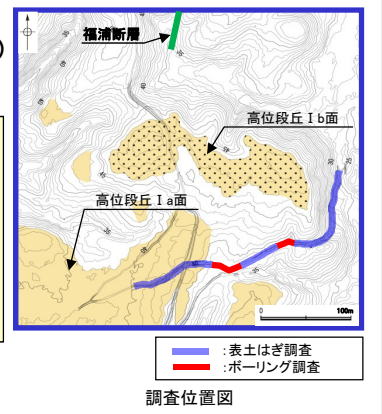 福浦断層
高位段丘Ⅰb面
高位段丘Ⅰa面
0 100m
:表土はぎ調査
:ボーリング調査
調査位置図